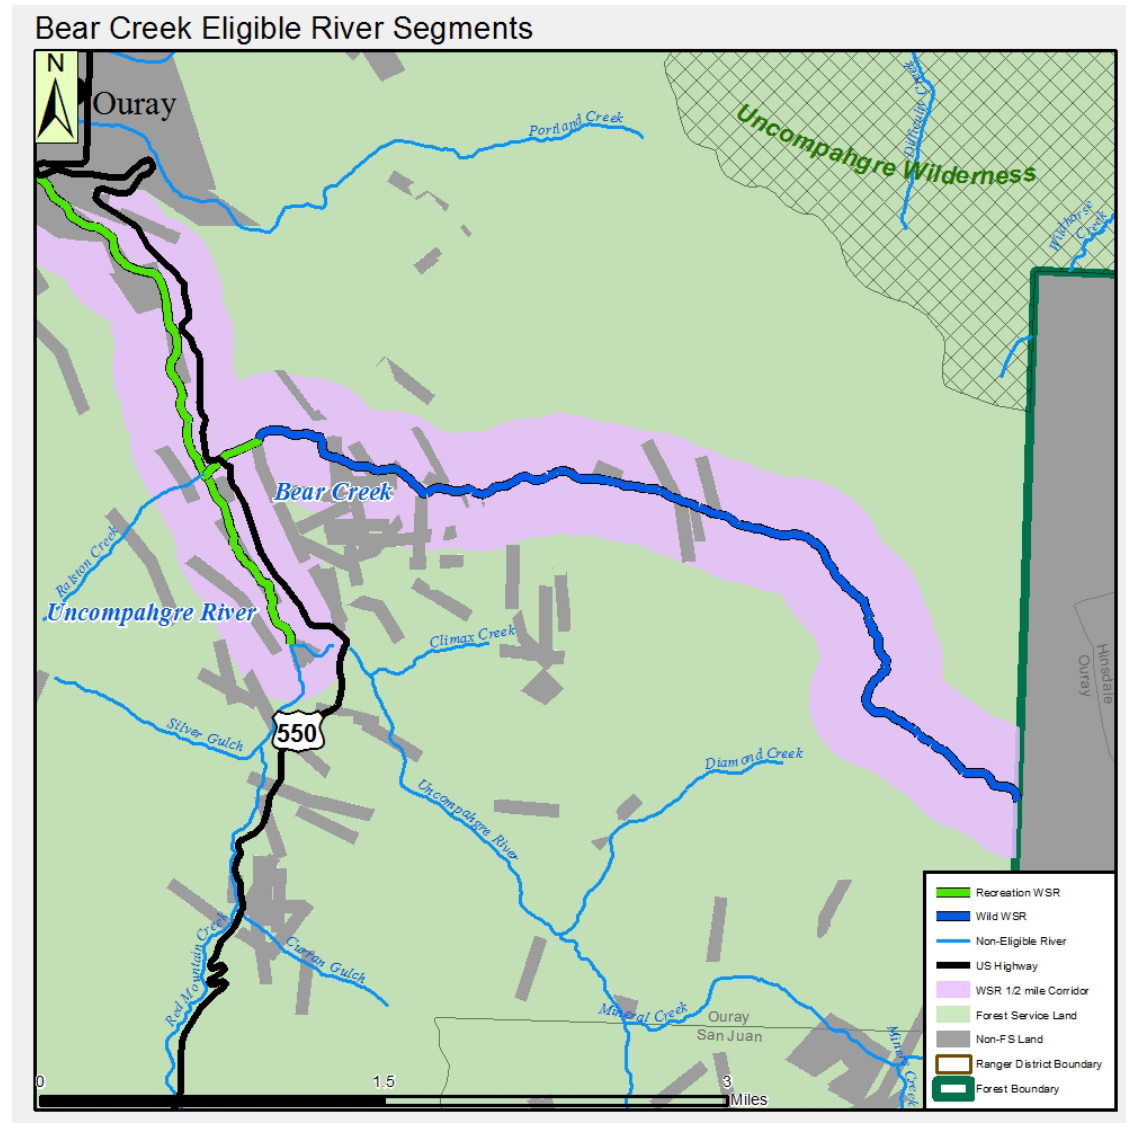 Bear Creek Eligible River Segments
N
Ouray
Portland Creek
Difficulty Creek
Uncompahgre Wilderness
Wildhorse
Creek
Bear Creek
Ralston Creek
Uncompahgre River
Climax Creek
Hinsdale
Ouray
550
Silver Gulch
Diamond Creek
Uncompahgre River
Curran Gulch
Red Mountain Creek
Mineral Creek
Ouray
San Juan
Miners Creek
Recreation WSR
Wild WSR
Non-Eligible River
US Highway
WSR 1/2 mile Corridor
Forest Service Land
Non-FS Land
Ranger District Boundary
Forest Boundary
0 1.5 3
Miles